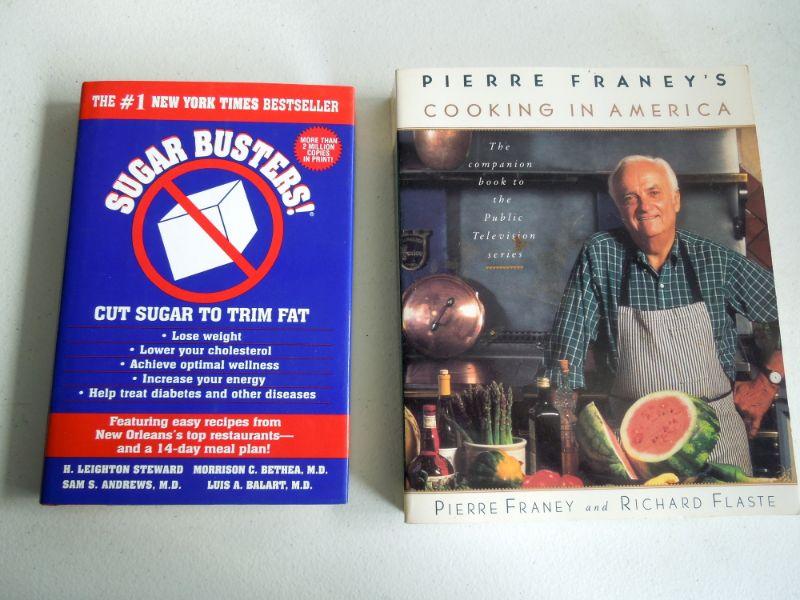 THE #1 NEW YORK TIMES BESTSELLER
SUGAR BUSTERS!
MORE THAN
2 MILLION
COPIES
IN PRINT!
CUT SUGAR TO TRIM FAT
• Lose weight
• Lower your cholesterol
• Achieve optimal wellness
• Increase your energy
• Help treat diabetes and other diseases
Featuring easy recipes from
New Orleans's top restaurants—
and a 14-day meal plan!
H. LEIGHTON STEWARD MORRISON C. BETHEA, M.D.
SAM S. ANDREWS, M.D. LUIS A. BALART, M.D.
PIERRE FRANEY'S
COOKING IN AMERICA
The
companion
book to
the
Public
Television
series
PIERRE FRANEY and RICHARD FLASTE